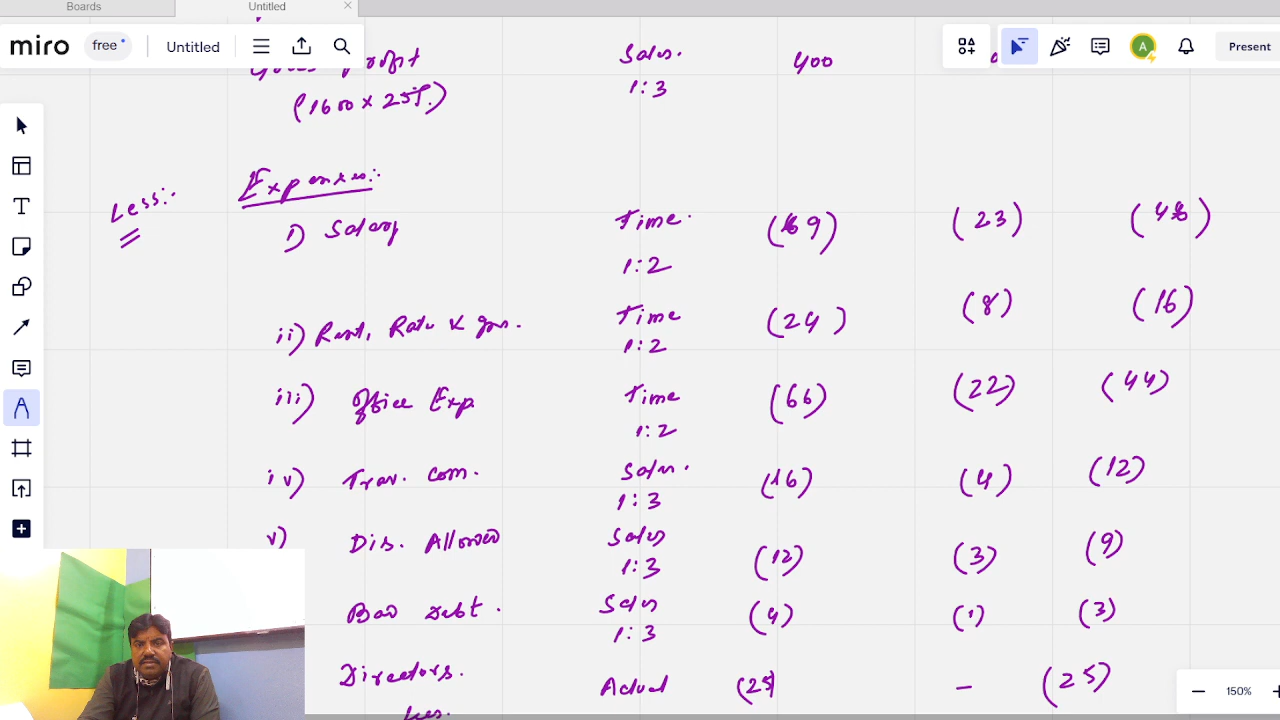 Boards Untitled
miro free Untitled A Present
Gross Profit Sales. 400
(1600 x 25%) 1:3
Less:- Expenses:-
i) Salary Time. (69) (23) (46)
1:2
ii) Rent, Rate & Time (24) (8) (16)
1:2
iii) Office Exp. Time (66) (22) (44)
1:2
iv) Trav. com. Sales. (16) (4) (12)
1:3
v) Dis. Allowed Sales (12) (3) (9)
1:3
Bad Debt. Sales (4) (1) (3)
1:3
Directors. Actual (25) – (25)
fees.
150%